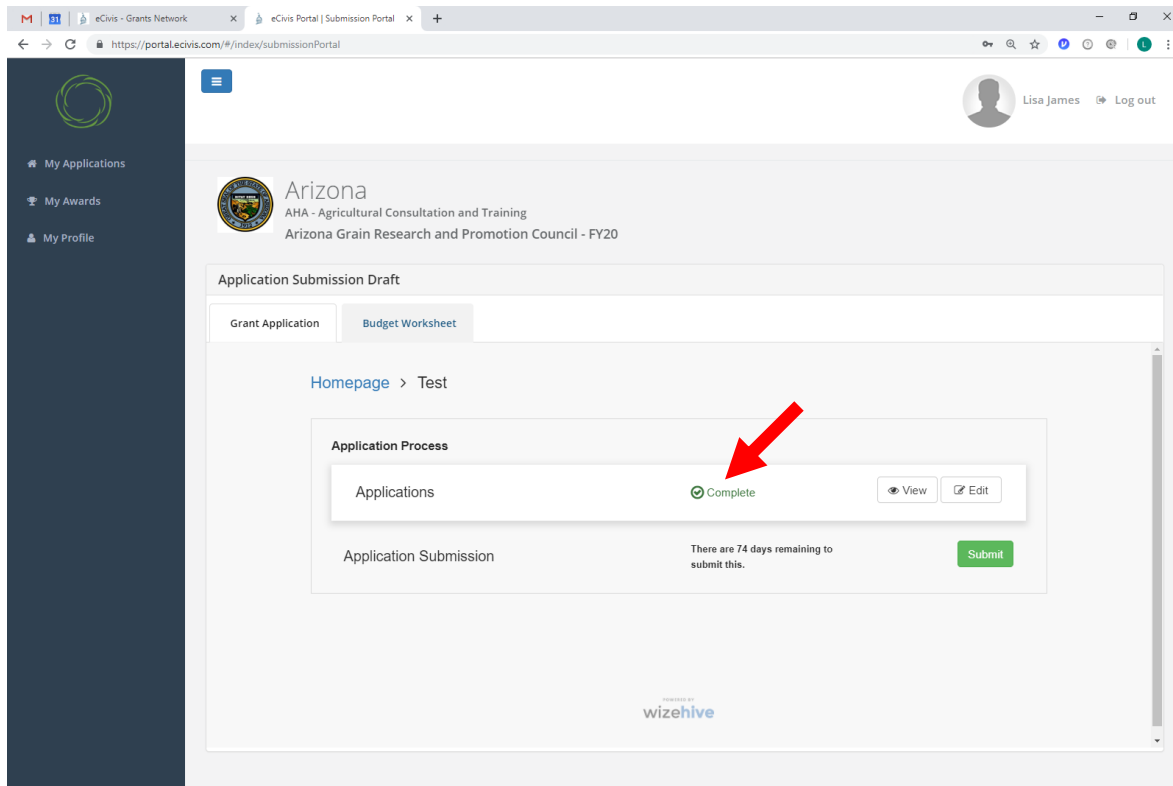 31
eCivis - Grants Network
eCivis Portal | Submission Portal
https://portal.ecivis.com/#/index/submissionPortal
L
Lisa James
Log out
My Applications
My Awards
My Profile
Arizona
AHA - Agricultural Consultation and Training
Arizona Grain Research and Promotion Council - FY20
Application Submission Draft
Grant Application
Budget Worksheet
Homepage > Test
Application Process
Applications
Complete
View
Edit
Application Submission
There are 74 days remaining to
submit this.
Submit
POWERED BY
wizehive